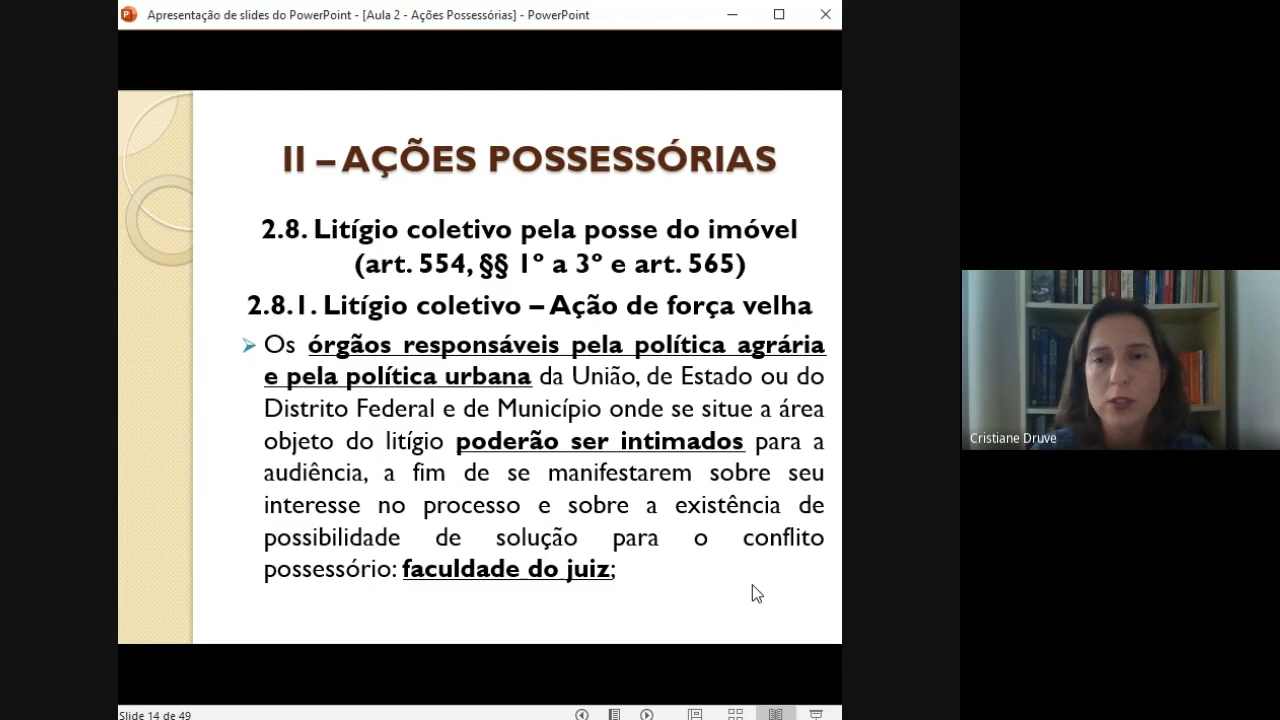 Apresentação de slides do PowerPoint - [Aula 2 - Ações Possessórias] - PowerPoint
II – AÇÕES POSSESSÓRIAS
2.8. Litígio coletivo pela posse do imóvel
(art. 554, §§ 1º a 3º e art. 565)
2.8.1. Litígio coletivo – Ação de força velha
Os órgãos responsáveis pela política agrária
e pela política urbana da União, de Estado ou do
Distrito Federal e de Município onde se situe a área
objeto do litígio poderão ser intimados para a
audiência, a fim de se manifestarem sobre seu
interesse no processo e sobre a existência de
possibilidade de solução para o conflito
possessório: faculdade do juiz;
Cristiane Druve
Slide 14 de 49